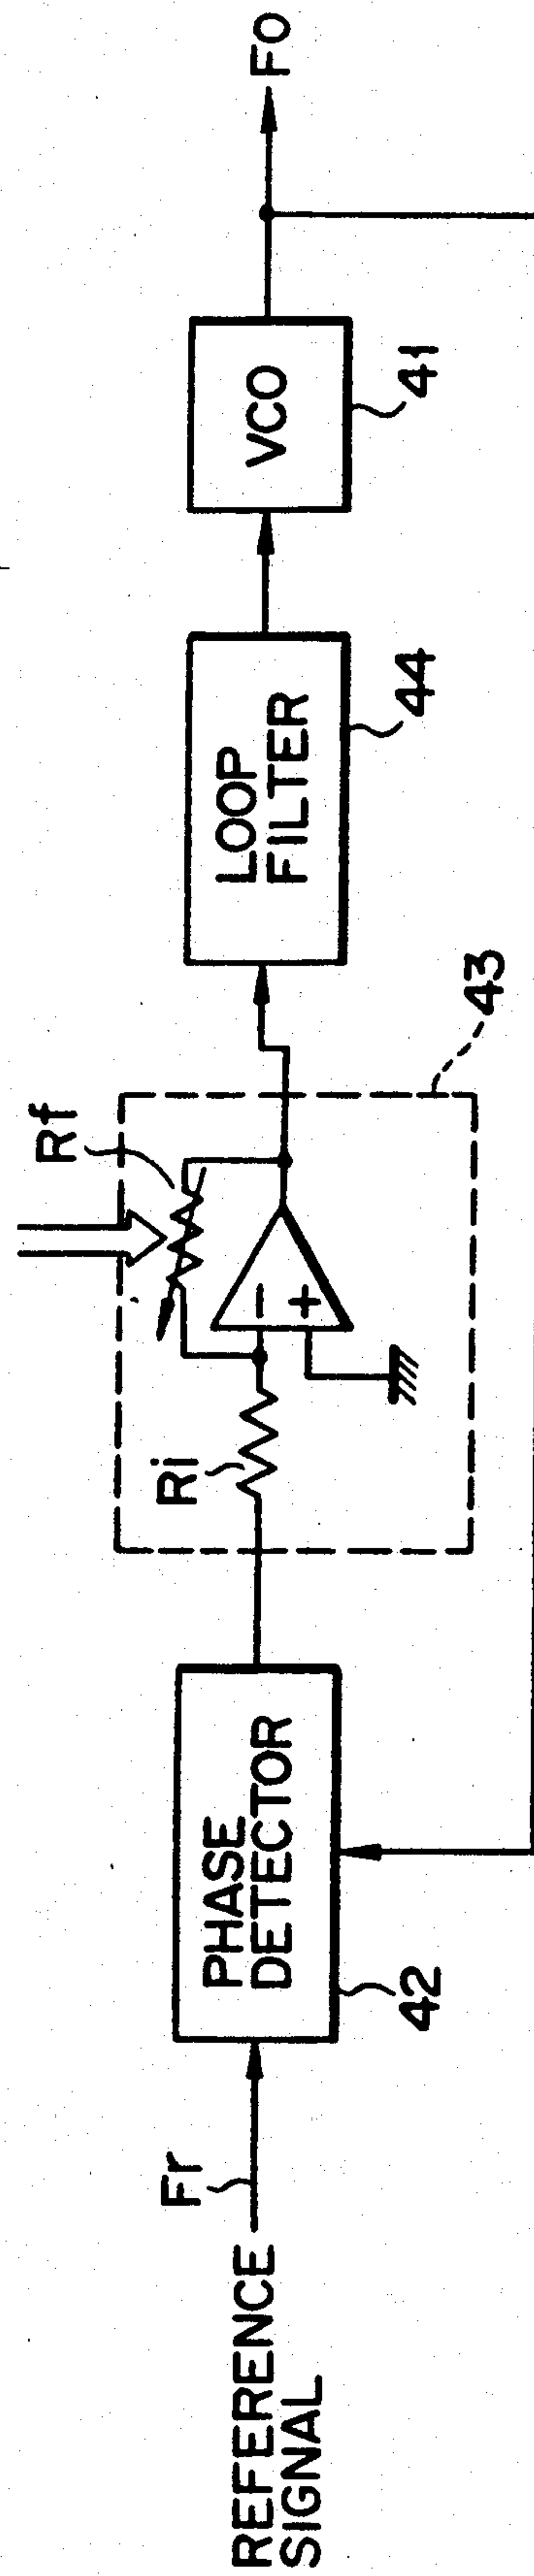 REFERENCE
SIGNAL
Fr
PHASE
DETECTOR
42
Ri
Rf
−
+
43
LOOP
FILTER
44
VCO
41
FO